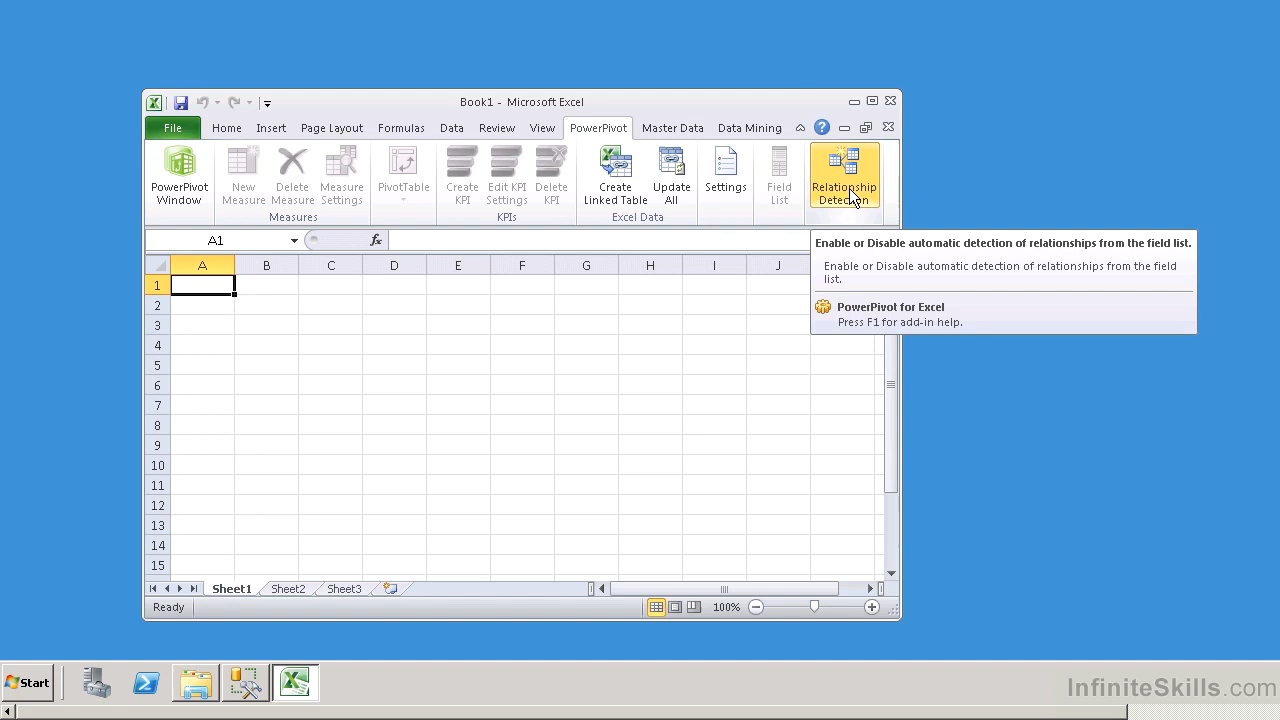 Book1 - Microsoft Excel
File Home Insert Page Layout Formulas Data Review View PowerPivot Master Data Data Mining
PowerPivot Window
New Measure
Delete Measure
Measure Settings
Measures
PivotTable
Create KPI
Edit KPI Settings
Delete KPI
KPIs
Create Linked Table
Update All
Excel Data
Settings
Field List
Relationship Detection
A1 fx
Enable or Disable automatic detection of relationships from the field list.
Enable or Disable automatic detection of relationships from the field
list.
PowerPivot for Excel
Press F1 for add-in help.
A B C D E F G H I J
1
2
3
4
5
6
7
8
9
10
11
12
13
14
15
Sheet1 Sheet2 Sheet3
Ready 100%
Start
InfiniteSkills.com